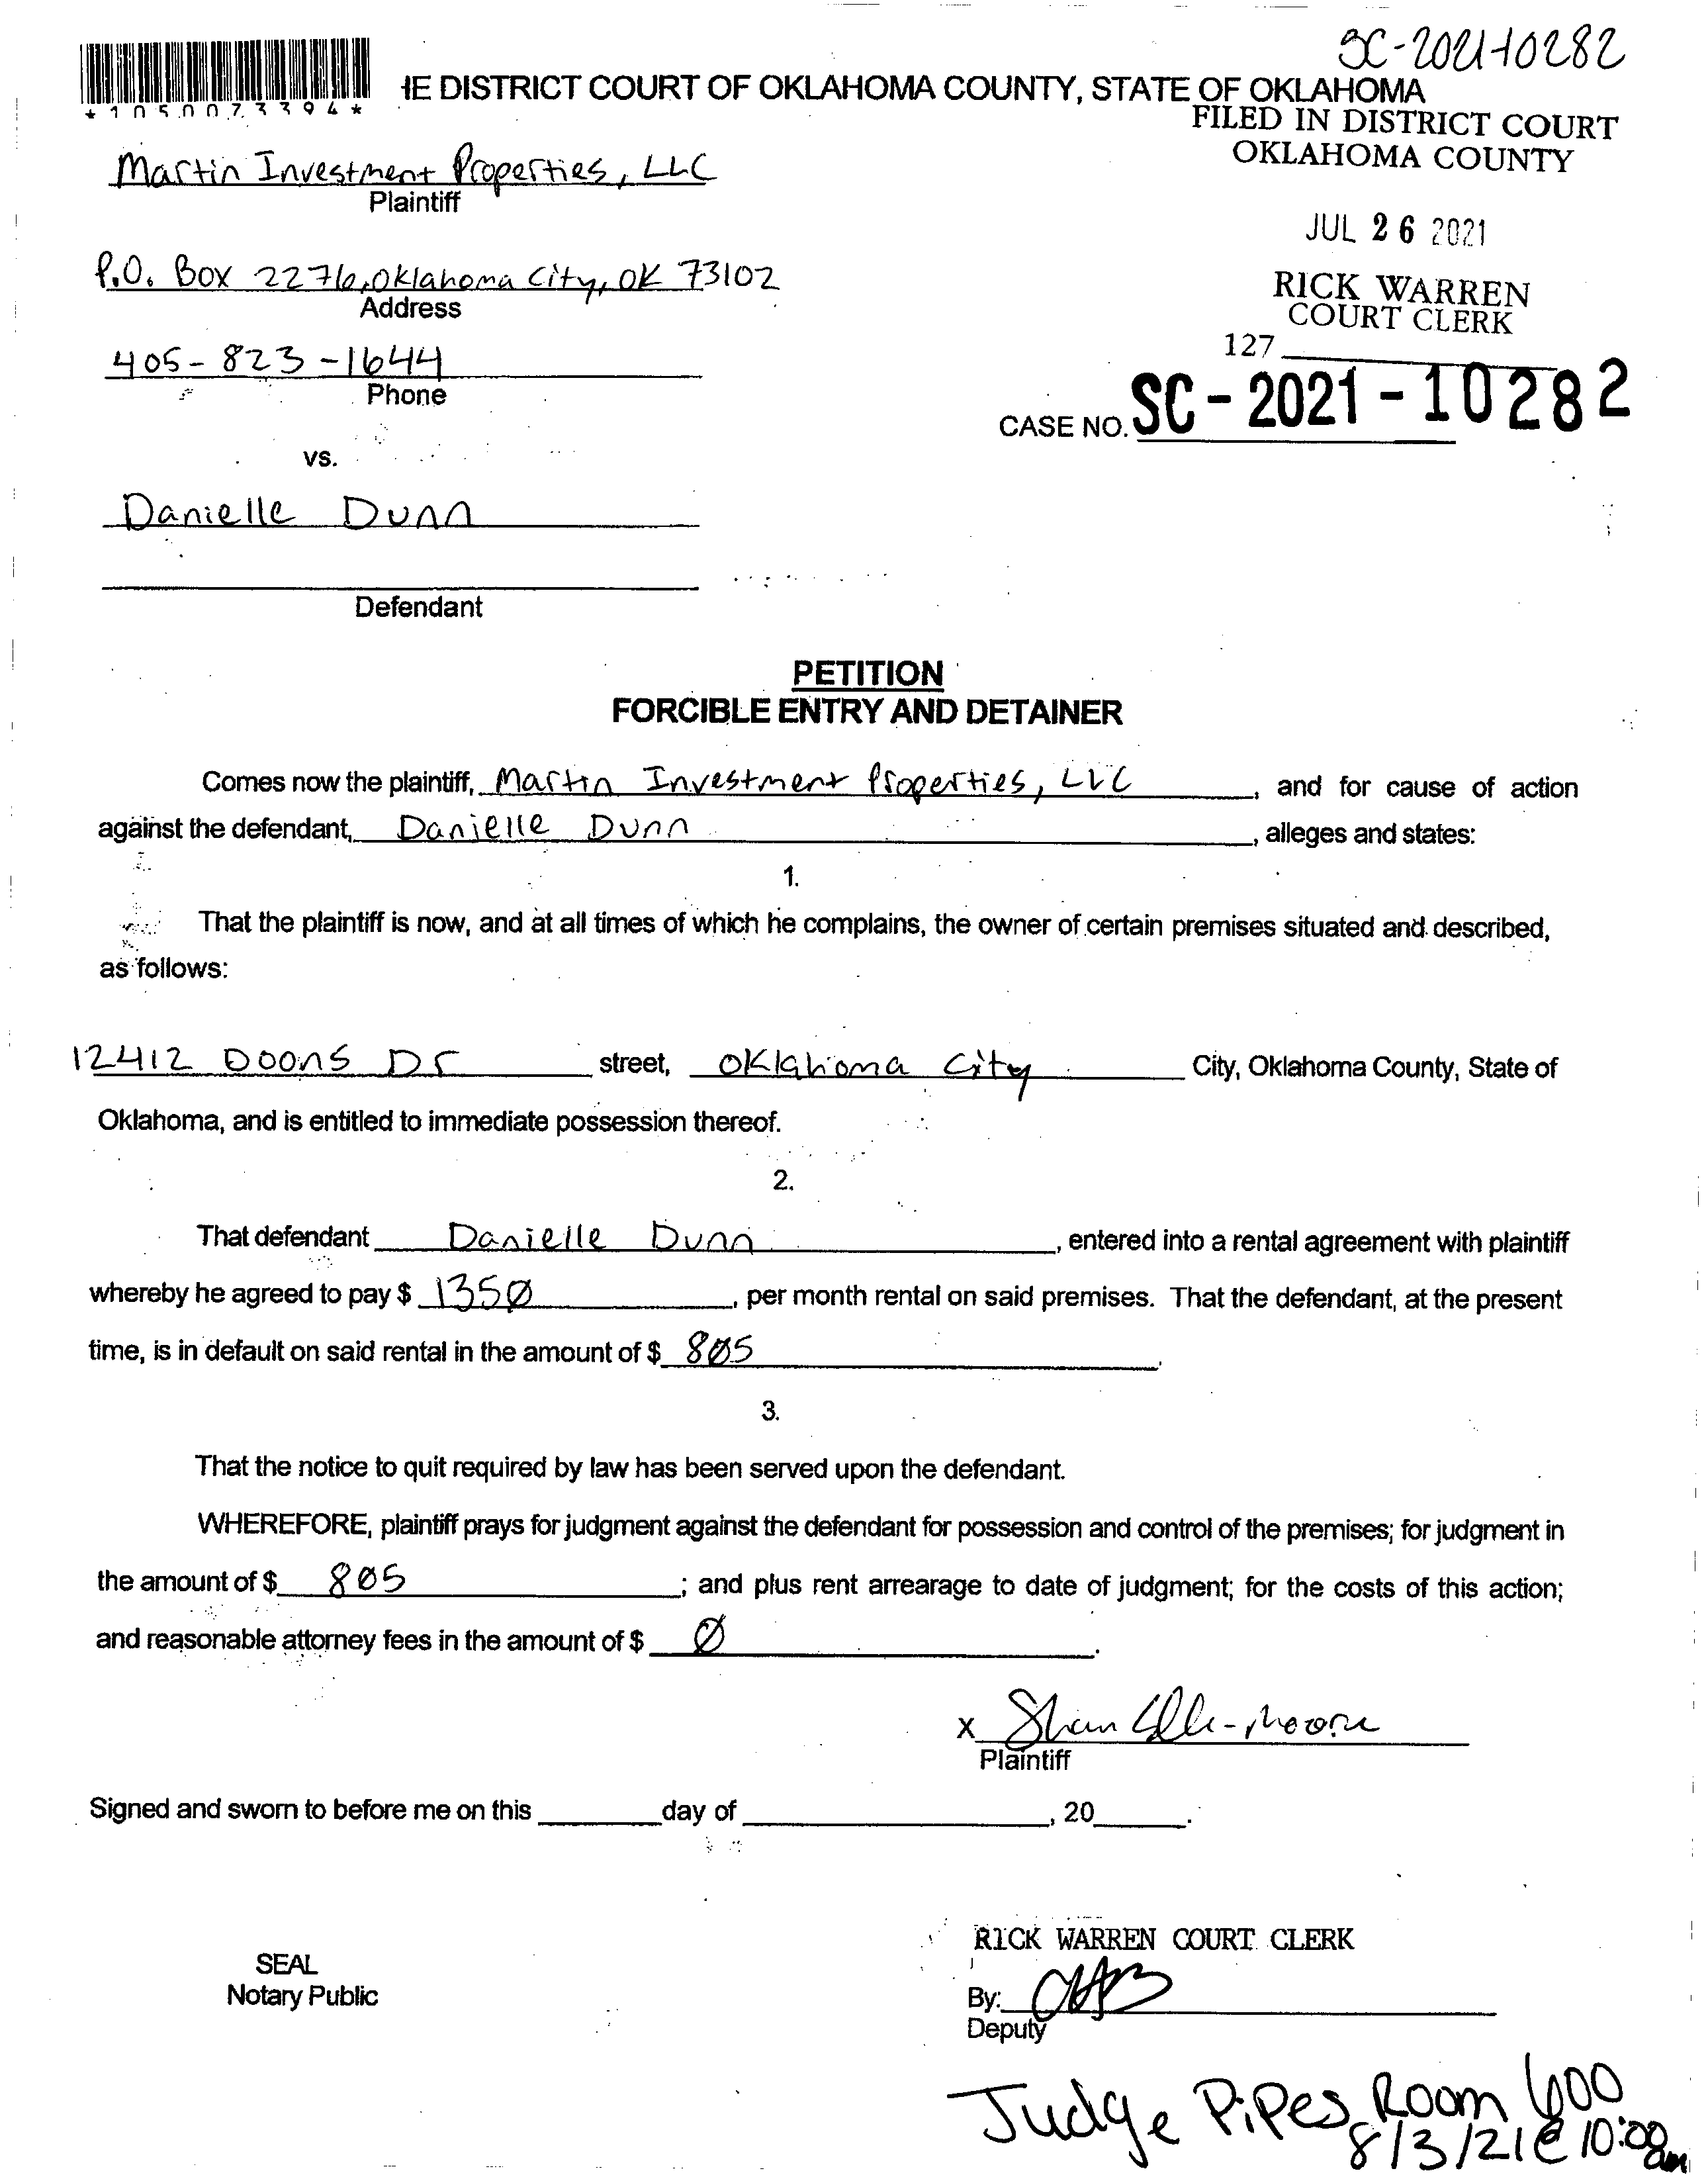 SC-2021-10282
IE DISTRICT COURT OF OKLAHOMA COUNTY, STATE OF OKLAHOMA
*1050073394*
FILED IN DISTRICT COURT
OKLAHOMA COUNTY
Martin Investment Properties, LLC
Plaintiff
JUL 26 2021
P.O. Box 2276, Oklahoma City, OK 73102
Address
RICK WARREN
COURT CLERK
127
405-823-1644
Phone
CASE NO. SC-2021-10282
vs.
Danielle Dunn
Defendant
PETITION
FORCIBLE ENTRY AND DETAINER
Comes now the plaintiff, Martin Investment Properties, LLC, and for cause of action
against the defendant, Danielle Dunn, alleges and states:
1.
That the plaintiff is now, and at all times of which he complains, the owner of certain premises situated and described,
as follows:
12412 Doons Dr street, Oklahoma City City, Oklahoma County, State of
Oklahoma, and is entitled to immediate possession thereof.
2.
That defendant Danielle Dunn, entered into a rental agreement with plaintiff
whereby he agreed to pay $ 1350, per month rental on said premises. That the defendant, at the present
time, is in default on said rental in the amount of $ 805.
3.
That the notice to quit required by law has been served upon the defendant.
WHEREFORE, plaintiff prays for judgment against the defendant for possession and control of the premises; for judgment in
the amount of $ 805; and plus rent arrearage to date of judgment; for the costs of this action;
and reasonable attorney fees in the amount of $ Ø.
X
Plaintiff
Signed and sworn to before me on this ______ day of ______________, 20_____.
RICK WARREN COURT CLERK
SEAL
Notary Public
By:
Deputy
Judge Pipes Room 600
8/3/21 @ 10:00am